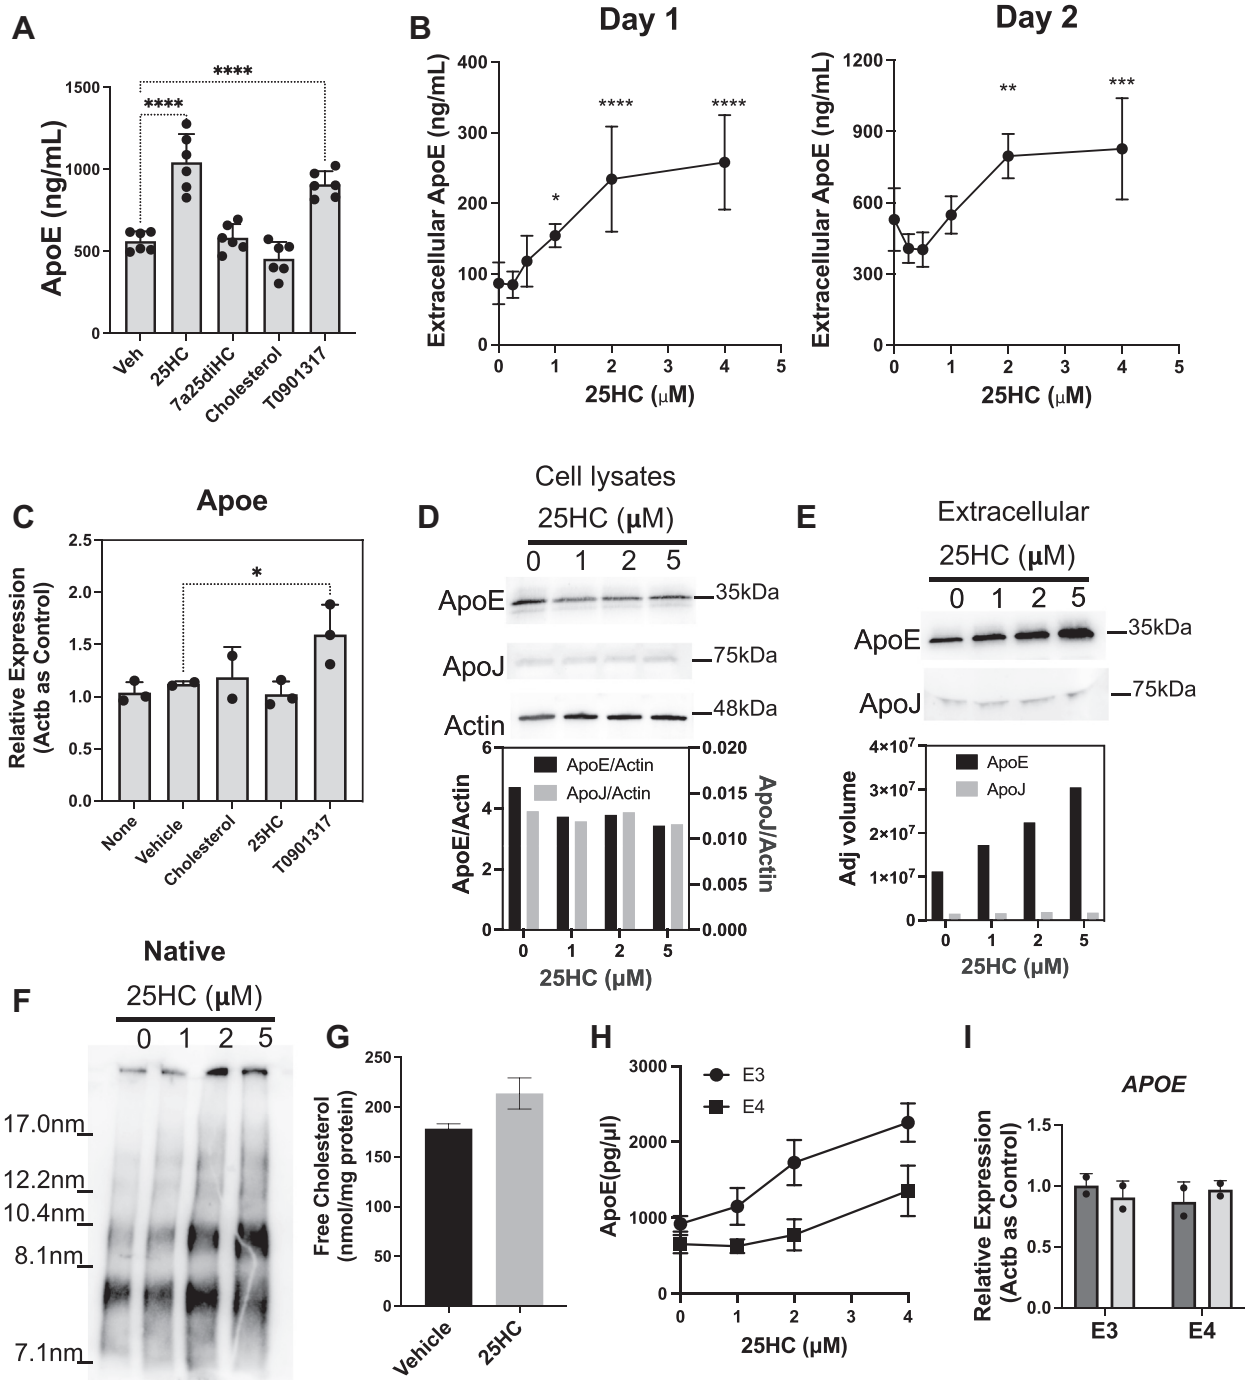 A
ApoE (ng/mL)
1500
1000
500
0
****
****
Veh
25HC
7a25diHC
Cholesterol
T0901317
B
Day 1
Extracellular ApoE (ng/mL)
400
300
200
100
0
*
****
****
0
1
2
3
4
5
25HC (μM)
Day 2
Extracellular ApoE (ng/mL)
1200
900
600
300
0
**
***
0
1
2
3
4
5
25HC (μM)
C
Apoe
Relative Expression
(Actb as Control)
2.5
2.0
1.5
1.0
0.5
0.0
*
None
Vehicle
Cholesterol
25HC
T0901317
D
Cell lysates
25HC (μM)
0 1 2 5
ApoE
35kDa
ApoJ
75kDa
Actin
48kDa
ApoE/Actin
6
4
2
0
ApoE/Actin
ApoJ/Actin
0.020
0.015
0.010
0.005
0.000
ApoJ/Actin
0 1 2 5
25HC (μM)
E
Extracellular
25HC (μM)
0 1 2 5
ApoE
35kDa
ApoJ
75kDa
Adj volume
4×10⁷
3×10⁷
2×10⁷
1×10⁷
0
ApoE
ApoJ
0 1 2 5
25HC (μM)
F
Native
25HC (μM)
0 1 2 5
17.0nm
12.2nm
10.4nm
8.1nm
7.1nm
G
Free Cholesterol
(nmol/mg protein)
250
200
150
100
50
0
Vehicle
25HC
H
ApoE(pg/μl)
3000
2000
1000
0
E3
E4
0 1 2 3 4
25HC (μM)
I
APOE
Relative Expression
(Actb as Control)
1.5
1.0
0.5
0.0
E3
E4